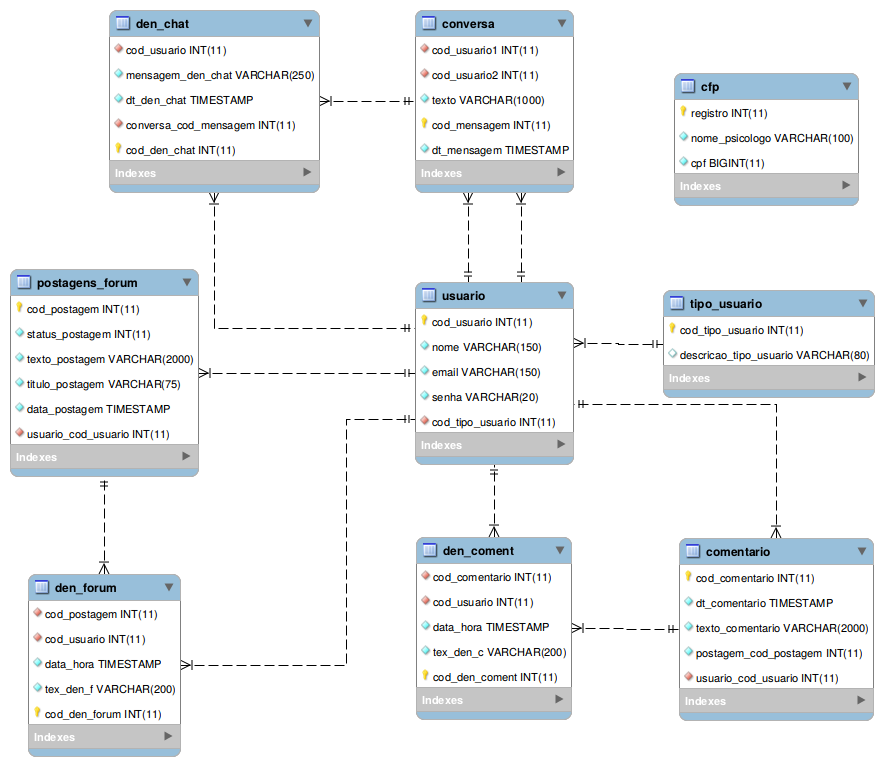 den_chat
cod_usuario INT(11)
mensagem_den_chat VARCHAR(250)
dt_den_chat TIMESTAMP
conversa_cod_mensagem INT(11)
cod_den_chat INT(11)
Indexes
conversa
cod_usuario1 INT(11)
cod_usuario2 INT(11)
texto VARCHAR(1000)
cod_mensagem INT(11)
dt_mensagem TIMESTAMP
Indexes
cfp
registro INT(11)
nome_psicologo VARCHAR(100)
cpf BIGINT(11)
Indexes
postagens_forum
cod_postagem INT(11)
status_postagem INT(11)
texto_postagem VARCHAR(2000)
titulo_postagem VARCHAR(75)
data_postagem TIMESTAMP
usuario_cod_usuario INT(11)
Indexes
usuario
cod_usuario INT(11)
nome VARCHAR(150)
email VARCHAR(150)
senha VARCHAR(20)
cod_tipo_usuario INT(11)
Indexes
tipo_usuario
cod_tipo_usuario INT(11)
descricao_tipo_usuario VARCHAR(80)
Indexes
den_forum
cod_postagem INT(11)
cod_usuario INT(11)
data_hora TIMESTAMP
tex_den_f VARCHAR(200)
cod_den_forum INT(11)
Indexes
den_coment
cod_comentario INT(11)
cod_usuario INT(11)
data_hora TIMESTAMP
tex_den_c VARCHAR(200)
cod_den_coment INT(11)
Indexes
comentario
cod_comentario INT(11)
dt_comentario TIMESTAMP
texto_comentario VARCHAR(2000)
postagem_cod_postagem INT(11)
usuario_cod_usuario INT(11)
Indexes